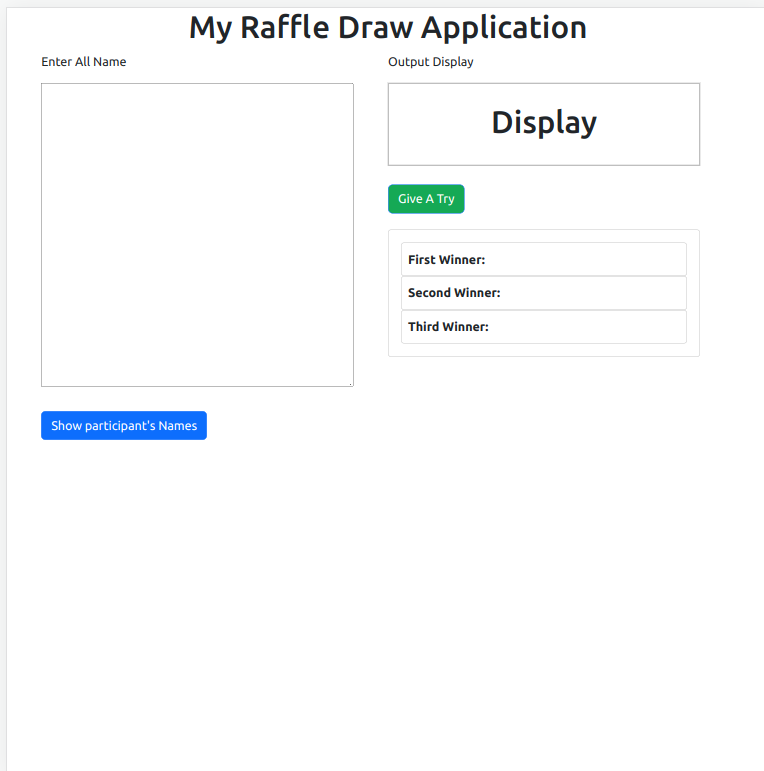 My Raffle Draw Application
Enter All Name
Output Display
Display
Give A Try
First Winner:
Second Winner:
Third Winner:
Show participant's Names